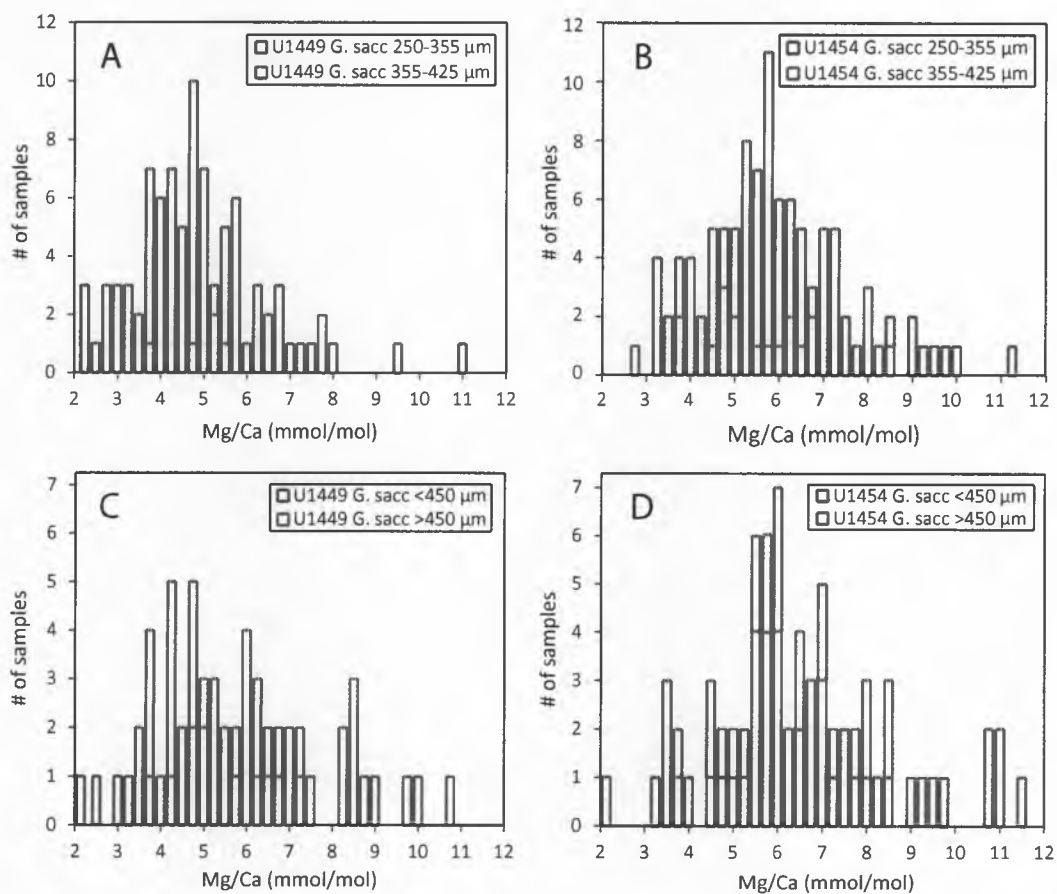 A
U1449 G. sacc 250-355 µm
U1449 G. sacc 355-425 µm
# of samples
12
10
8
6
4
2
0
2 3 4 5 6 7 8 9 10 11 12
Mg/Ca (mmol/mol)
B
U1454 G. sacc 250-355 µm
U1454 G. sacc 355-425 µm
# of samples
12
10
8
6
4
2
0
2 3 4 5 6 7 8 9 10 11 12
Mg/Ca (mmol/mol)
C
U1449 G. sacc <450 µm
U1449 G. sacc >450 µm
# of samples
7
6
5
4
3
2
1
0
2 3 4 5 6 7 8 9 10 11 12
Mg/Ca (mmol/mol)
D
U1454 G. sacc <450 µm
U1454 G. sacc >450 µm
# of samples
7
6
5
4
3
2
1
0
2 3 4 5 6 7 8 9 10 11 12
Mg/Ca (mmol/mol)